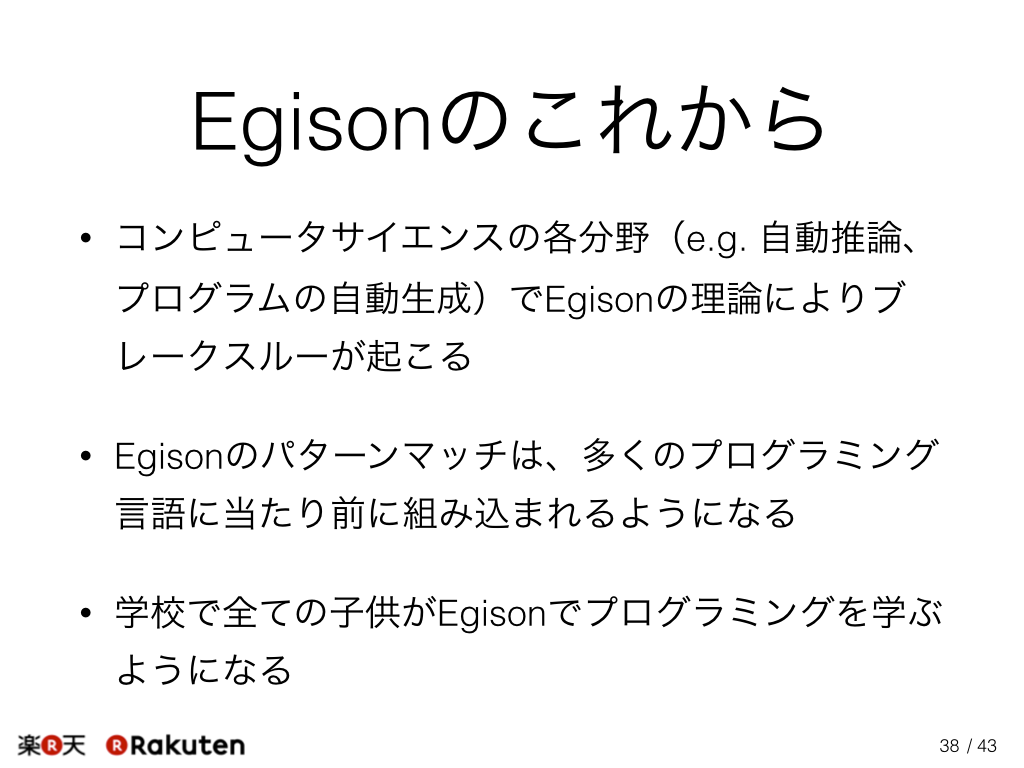 Egisonのこれから
• コンピュータサイエンスの各分野（e.g. 自動推論、
プログラムの自動生成）でEgisonの理論によりブ
レークスルーが起こる
• Egisonのパターンマッチは、多くのプログラミング
言語に当たり前に組み込まれるようになる
• 学校で全ての子供がEgisonでプログラミングを学ぶ
ようになる
楽R天 R Rakuten 38 / 43